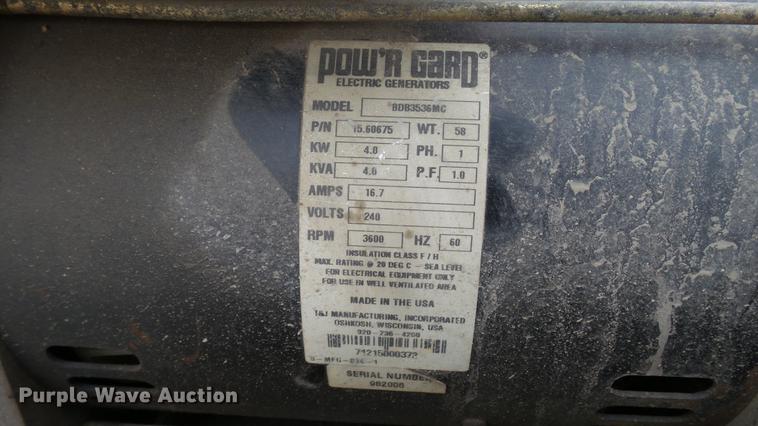 POW'R GARD®
ELECTRIC GENERATORS
MODEL BDB3536MC
P/N 15.60675 WT. 58
KW 4.0 PH. 1
KVA 4.0 P.F. 1.0
AMPS 16.7
VOLTS 240
RPM 3600 HZ 60
INSULATION CLASS F / H
MAX. RATING @ 20 DEG C – SEA LEVEL
FOR ELECTRICAL EQUIPMENT ONLY
FOR USE IN WELL VENTILATED AREA
MADE IN THE USA
T&J MANUFACTURING, INCORPORATED
OSHKOSH, WISCONSIN, USA
920-236-4200
SERIAL NUMBER
982006
Purple Wave Auction